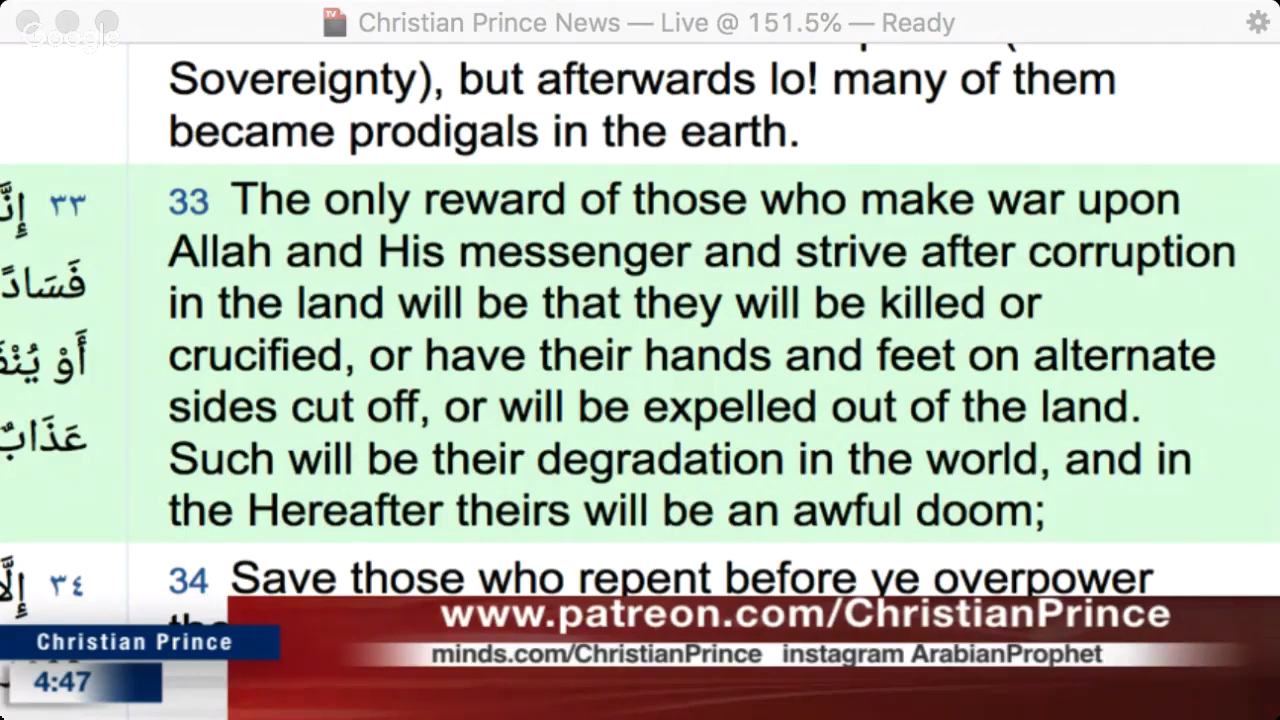 Christian Prince News — Live @ 151.5% — Ready
Google
Sovereignty), but afterwards lo! many of them
became prodigals in the earth.
33 The only reward of those who make war upon
Allah and His messenger and strive after corruption
in the land will be that they will be killed or
crucified, or have their hands and feet on alternate
sides cut off, or will be expelled out of the land.
Such will be their degradation in the world, and in
the Hereafter theirs will be an awful doom;
٣٣ إِنَّ
فَسَادًا
أَوْ
عَذَابٌ
34 Save those who repent before ye overpower
٣٤ إِلَّا
www.patreon.com/ChristianPrince
Christian Prince
minds.com/ChristianPrince instagram ArabianProphet
4:47